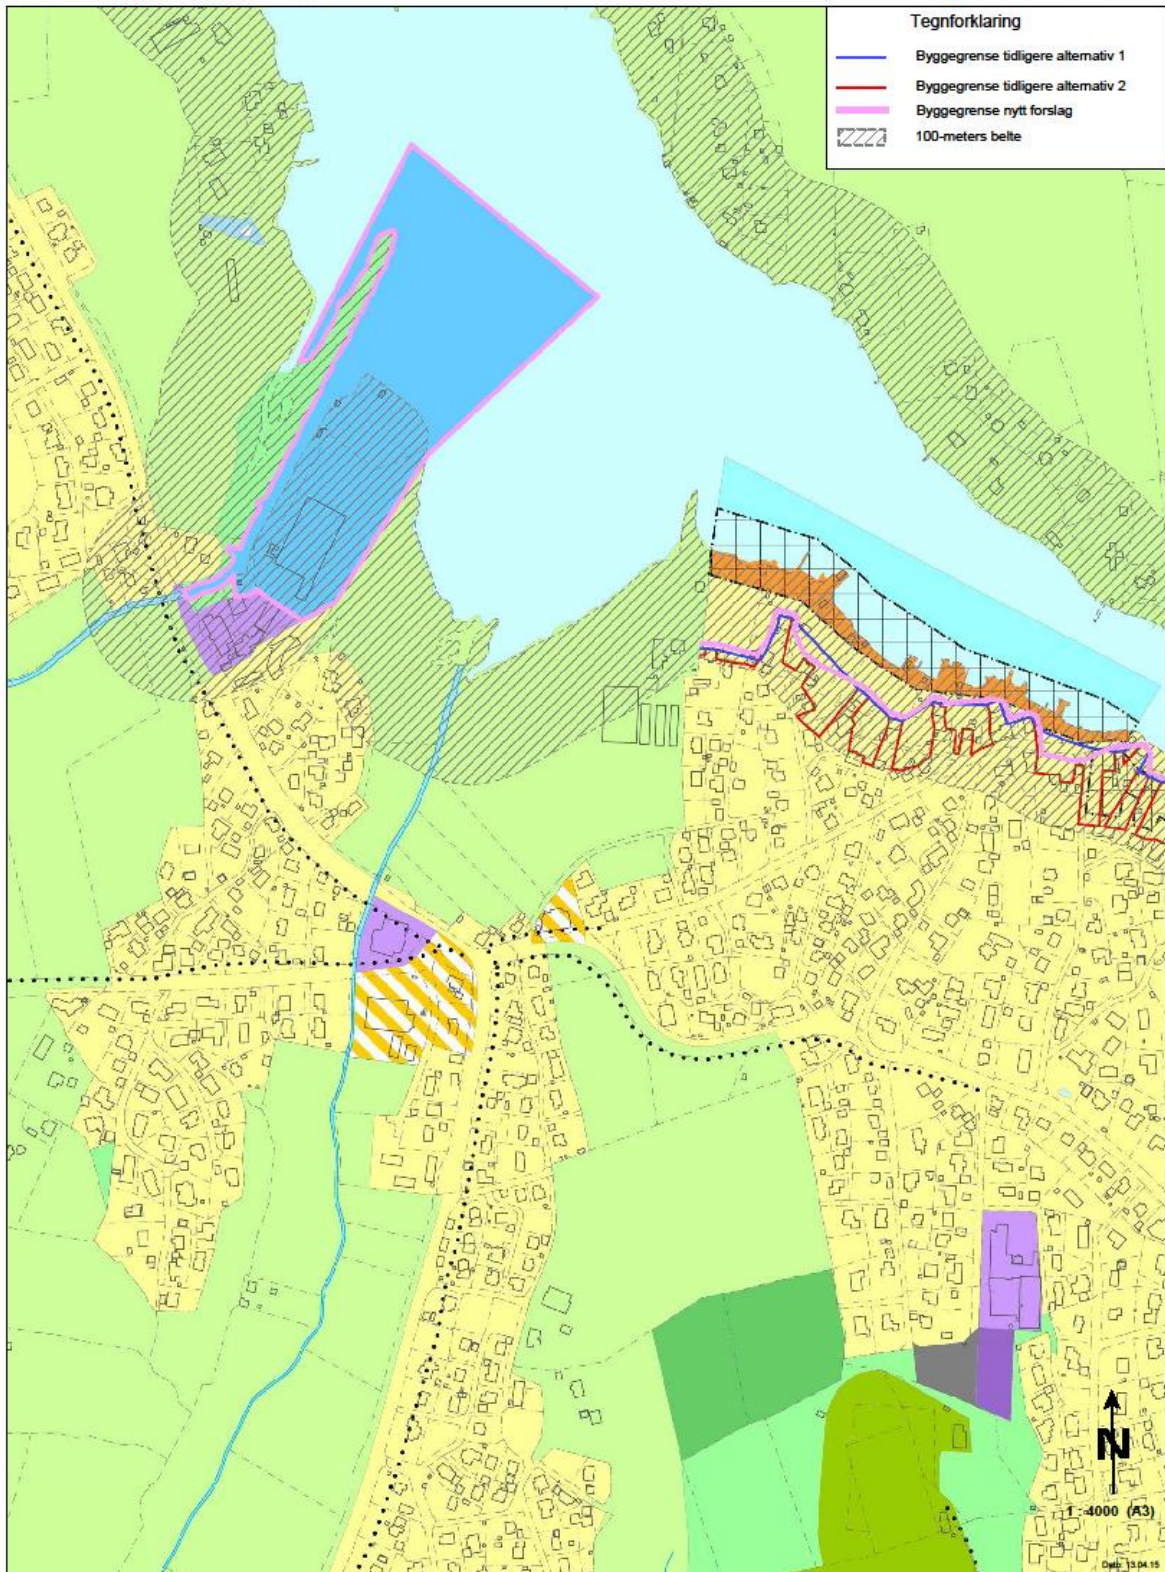 Tegnforklaring
Byggegrense tidligere alternativ 1
Byggegrense tidligere alternativ 2
Byggegrense nytt forslag
100-meters belte
N
1 : 4000 (A3)
Dato: 13.04.15